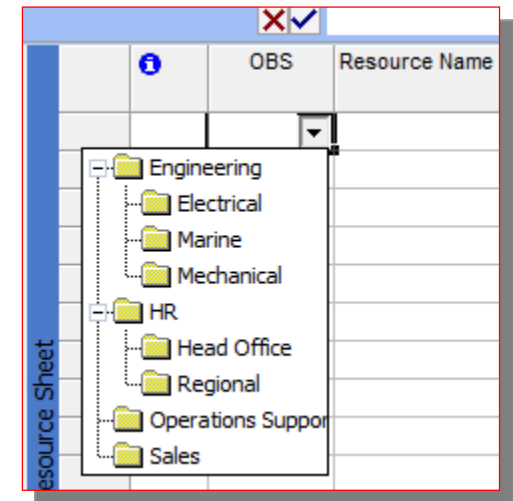 OBS Resource Name
Engineering
Electrical
Marine
Mechanical
HR
Head Office
Regional
Operations Suppor
Sales
esource Sheet